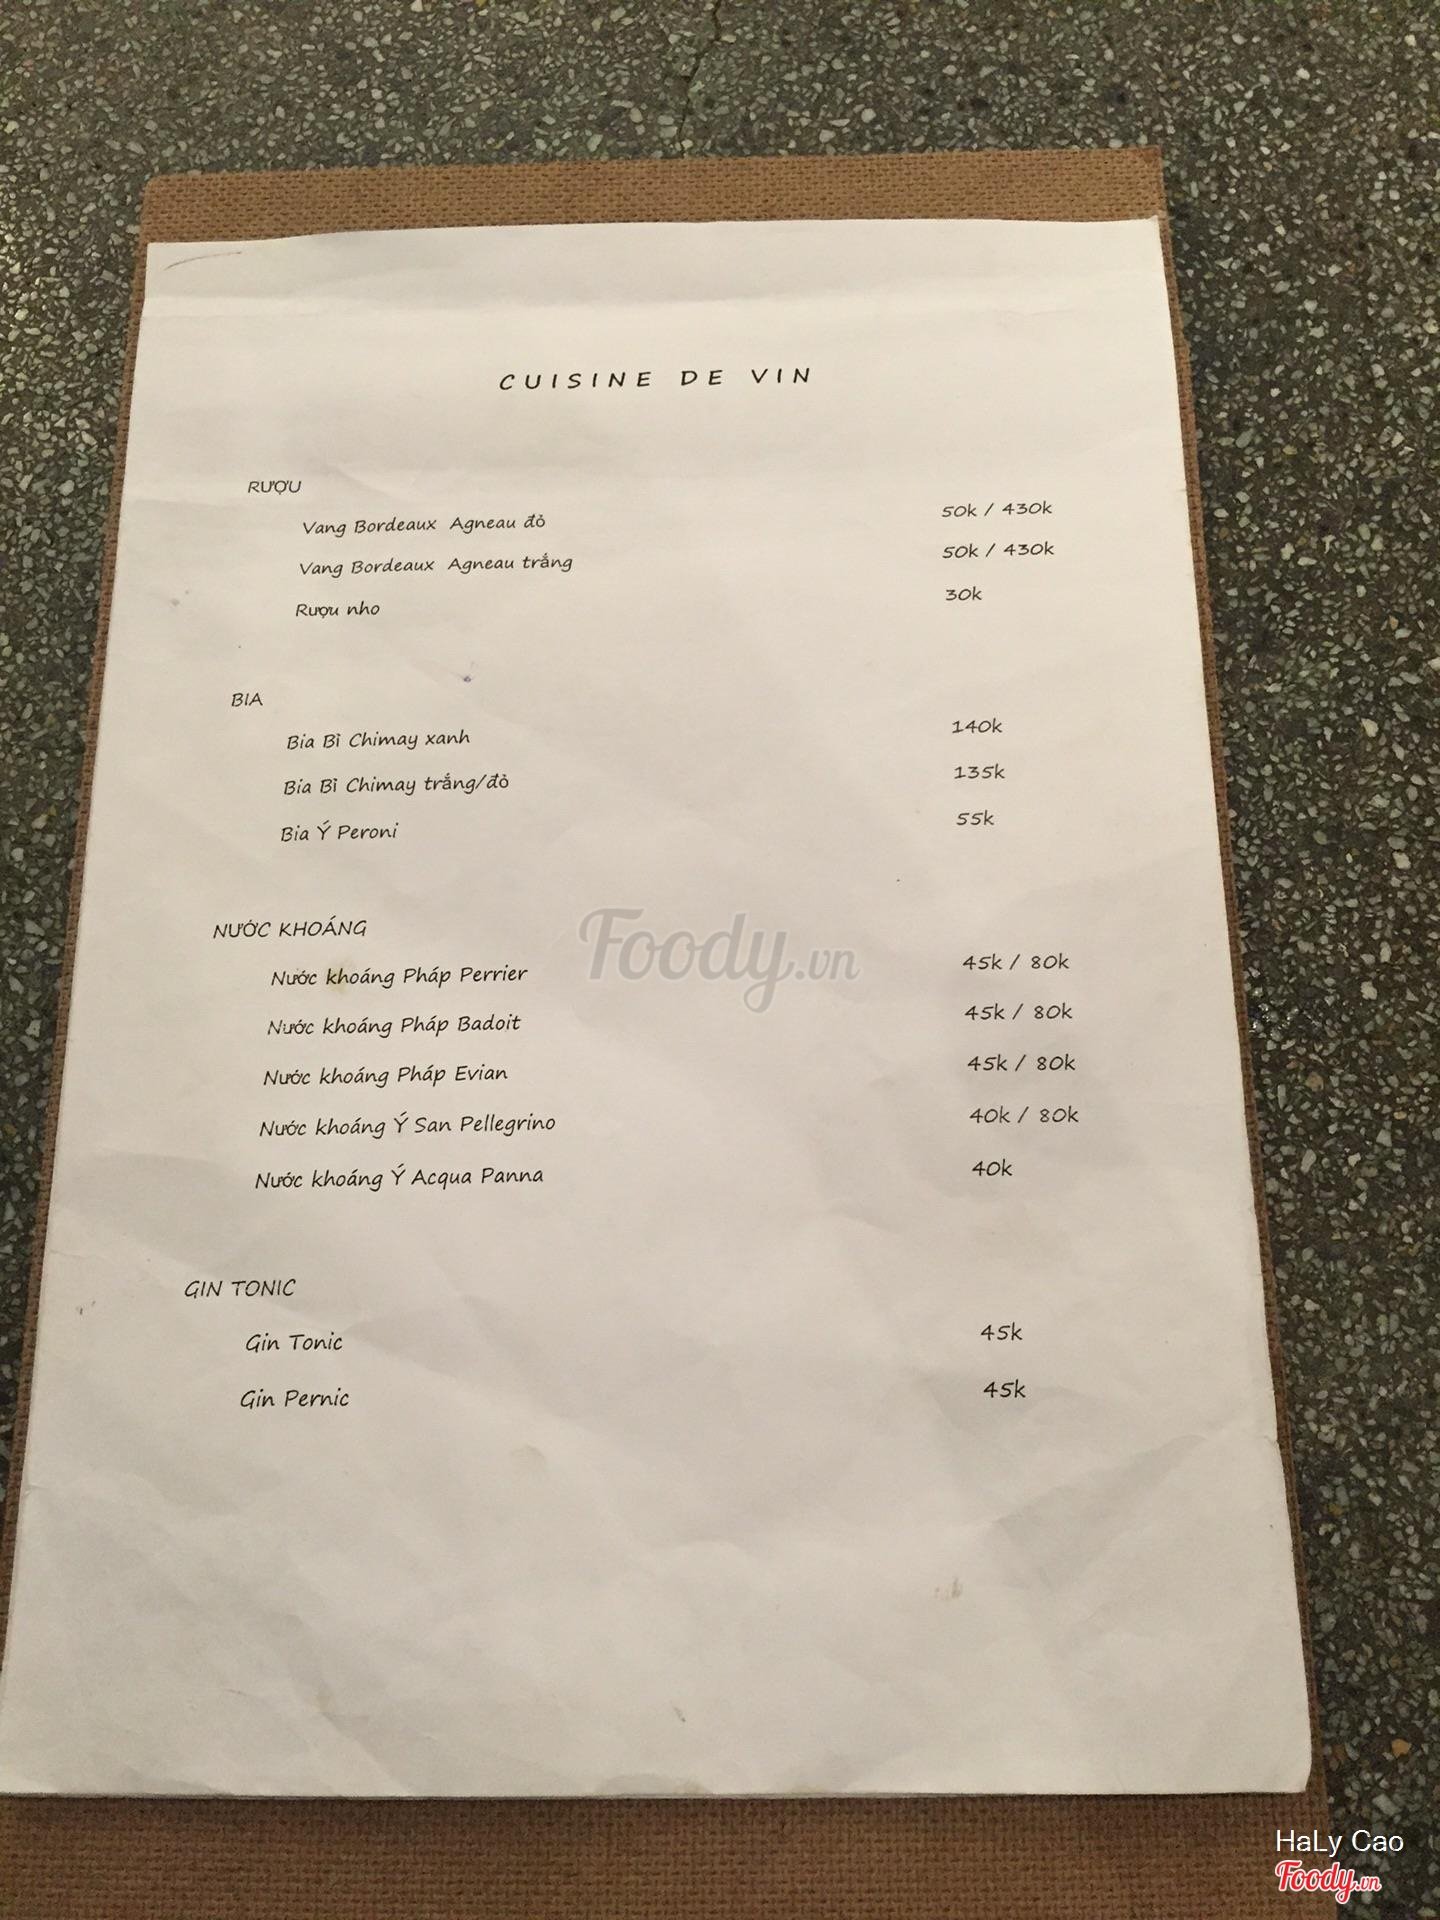 CUISINE DE VIN
RƯỢU
Vang Bordeaux Agneau đỏ 50k / 430k
Vang Bordeaux Agneau trắng 50k / 430k
Rượu nho 30k
BIA
Bia Bỉ Chimay xanh 140k
Bia Bỉ Chimay trắng/đỏ 135k
Bia Ý Peroni 55k
Foody.vn
NƯỚC KHOÁNG
Nước khoáng Pháp Perrier 45k / 80k
Nước khoáng Pháp Badoit 45k / 80k
Nước khoáng Pháp Evian 45k / 80k
Nước khoáng Ý San Pellegrino 40k / 80k
Nước khoáng Ý Acqua Panna 40k
GIN TONIC
Gin Tonic 45k
Gin Pernic 45k
HaLy Cao
Foody.vn